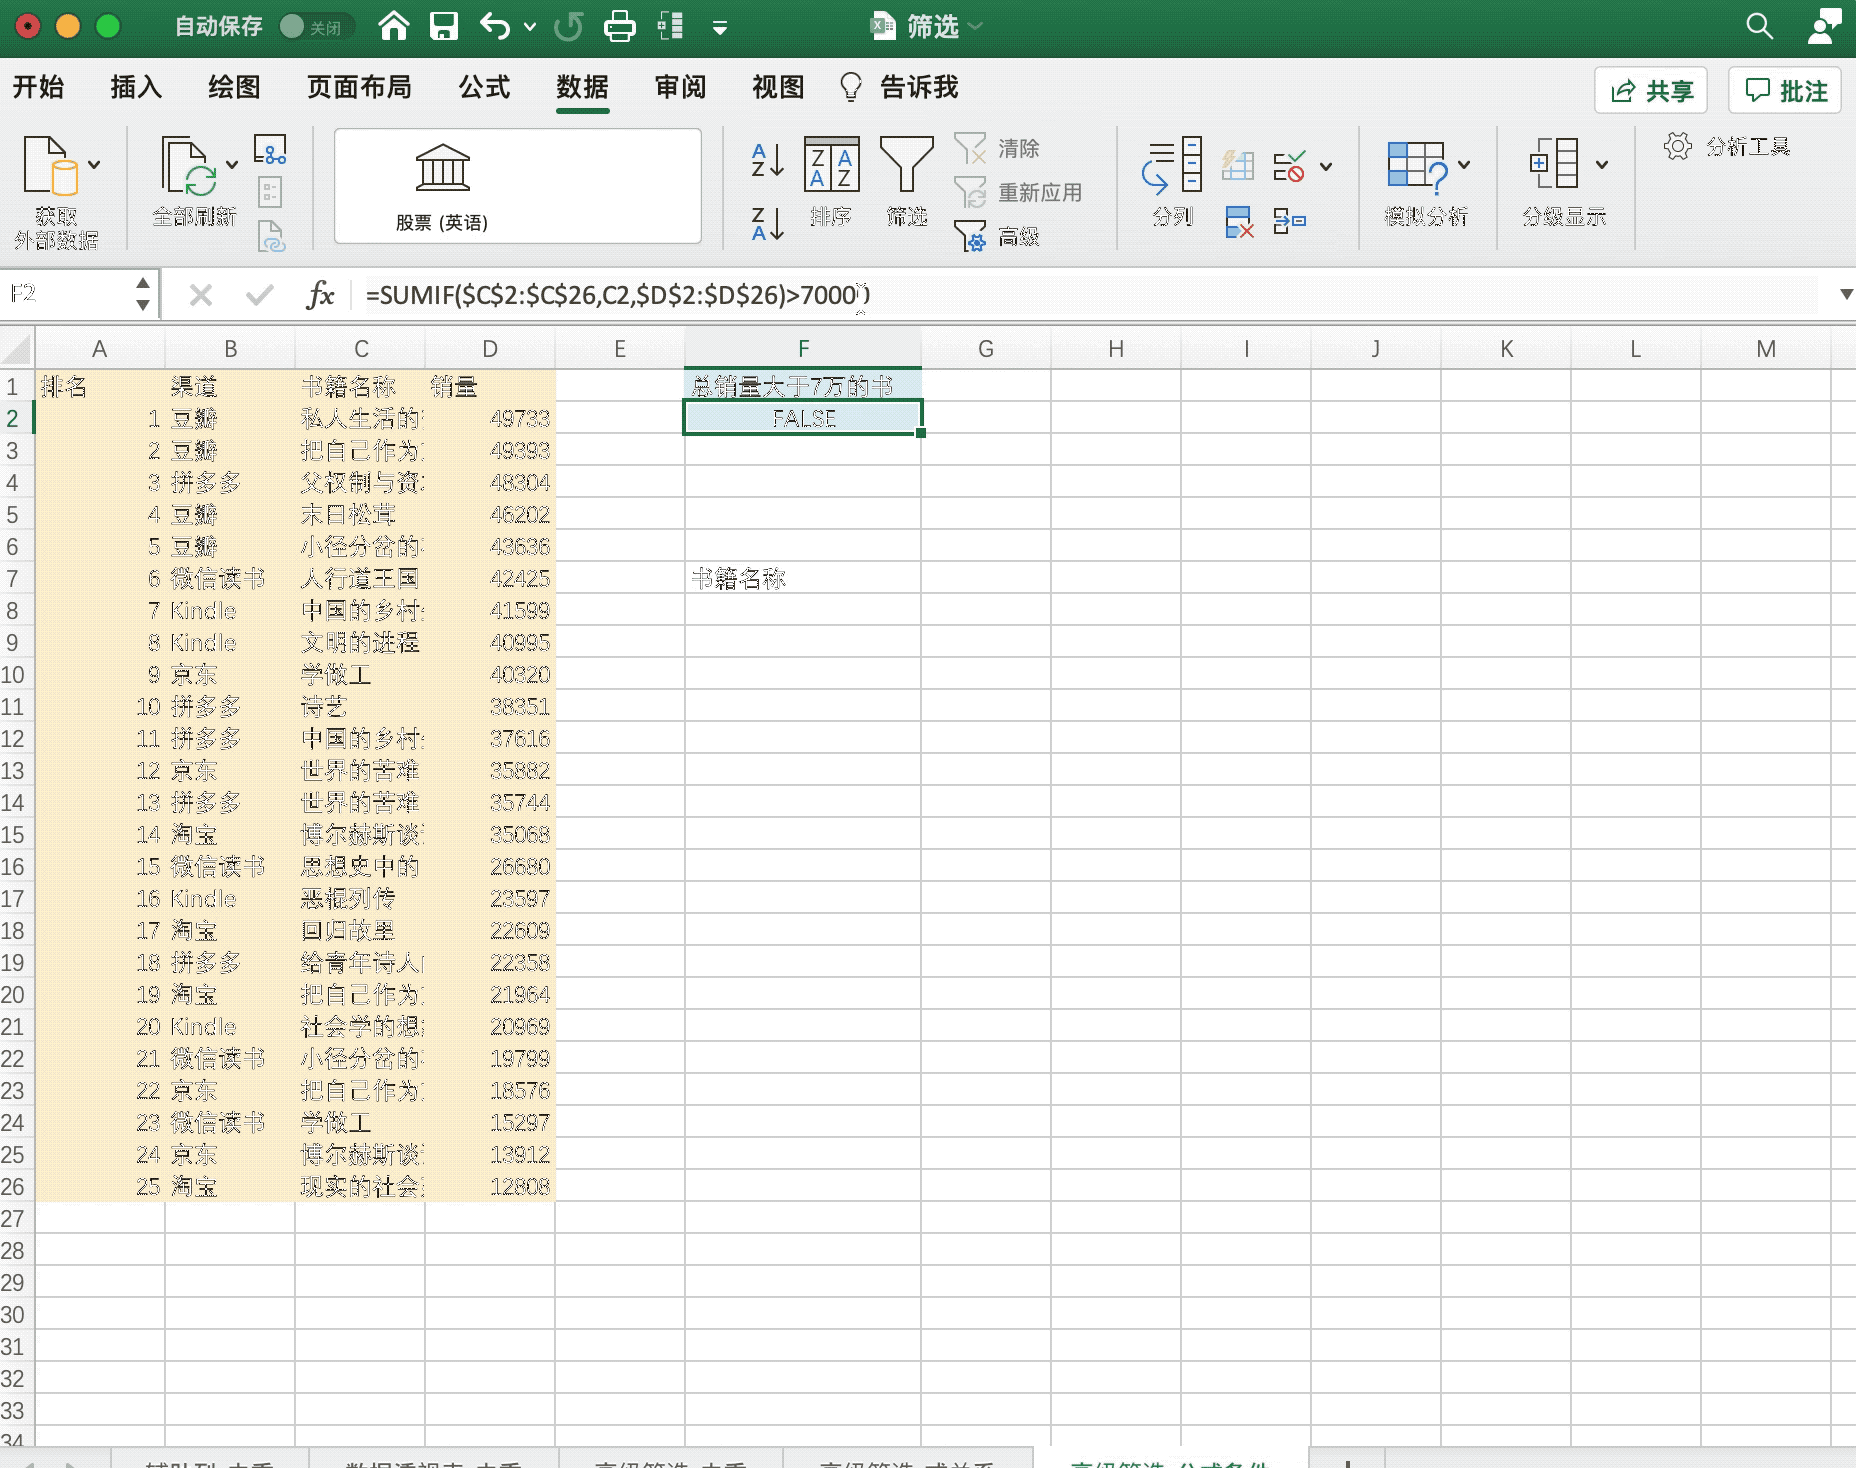 自动保存 关闭 筛选
开始 插入 绘图 页面布局 公式 数据 审阅 视图 告诉我 共享 批注
获取
外部数据
全部刷新
股票 (英语)
排序 筛选
清除
重新应用
高级
分列 模拟分析 分级显示 分析工具
F2 fx =SUMIF($C$2:$C$26,C2,$D$2:$D$26)>70000
A B C D E F G H I J K L M
1 排名 渠道 书籍名称 销量 总销量大于7万的书
2 1 豆瓣 私人生活的 49733 FALSE
3 2 豆瓣 把自己作为 49393
4 3 拼多多 父权制与资 48304
5 4 豆瓣 末日松茸 46202
6 5 豆瓣 小径分岔的 43636
7 6 微信读书 人行道王国 42425 书籍名称
8 7 Kindle 中国的乡村 41599
9 8 Kindle 文明的进程 40995
10 9 京东 学做工 40320
11 10 拼多多 诗艺 38351
12 11 拼多多 中国的乡村 37616
13 12 京东 世界的苦难 35882
14 13 拼多多 世界的苦难 35744
15 14 淘宝 博尔赫斯谈 35068
16 15 微信读书 思想史中的 26680
17 16 Kindle 恶棍列传 23597
18 17 淘宝 回归故里 22609
19 18 拼多多 给青年诗人 22358
20 19 淘宝 把自己作为 21964
21 20 Kindle 社会学的想 20969
22 21 微信读书 小径分岔的 19799
23 22 京东 把自己作为 18576
24 23 微信读书 学做工 15297
25 24 京东 博尔赫斯谈 13912
26 25 淘宝 现实的社会 12808
27
28
29
30
31
32
33
34